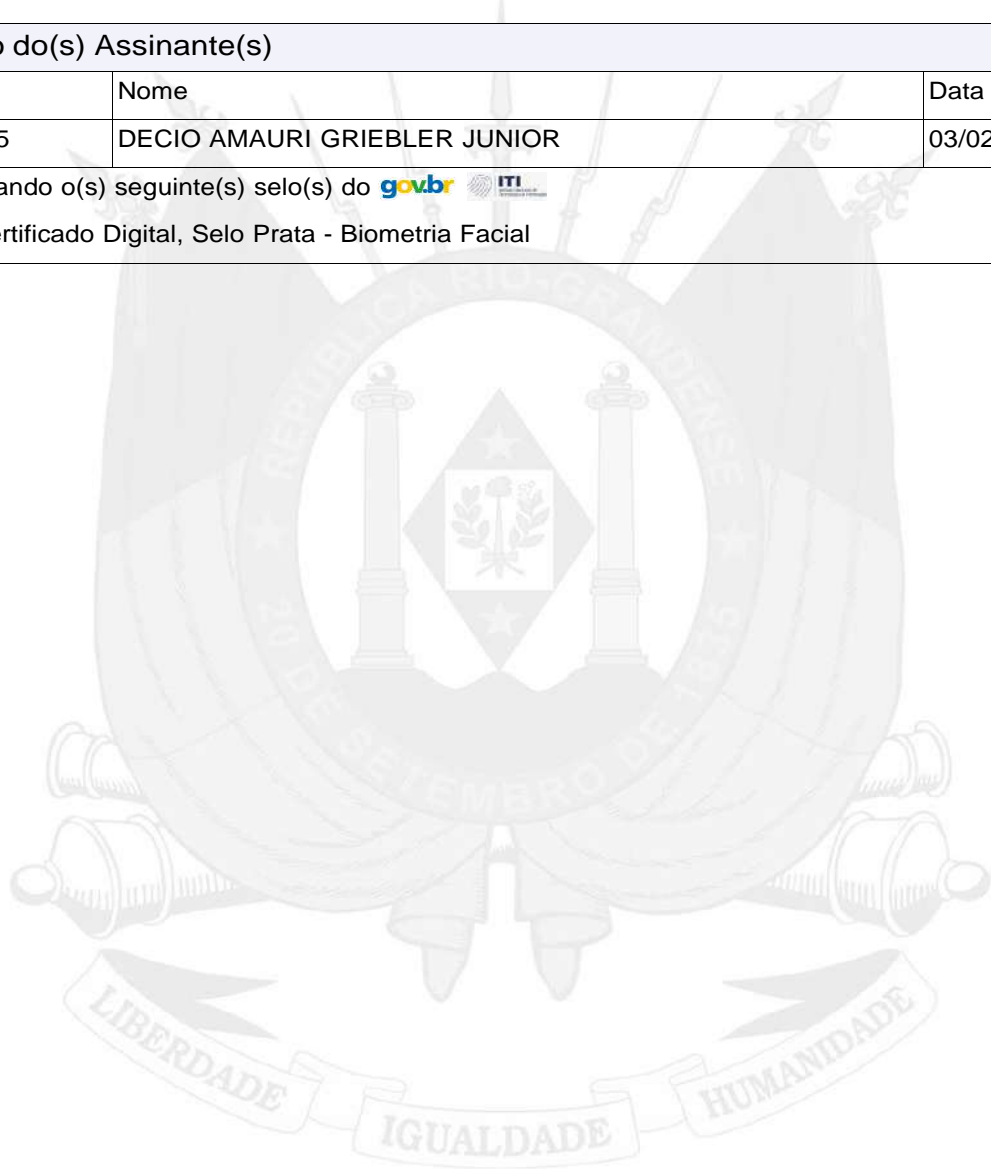 o do(s) Assinante(s)
Nome Data
5 DECIO AMAURI GRIEBLER JUNIOR 03/02
ando o(s) seguinte(s) selo(s) do gov.br ITI
ertificado Digital, Selo Prata - Biometria Facial
REPUBLICA RIO-GRANDENSE
20 DE SETEMBRO DE 1835
LIBERDADE IGUALDADE HUMANIDADE